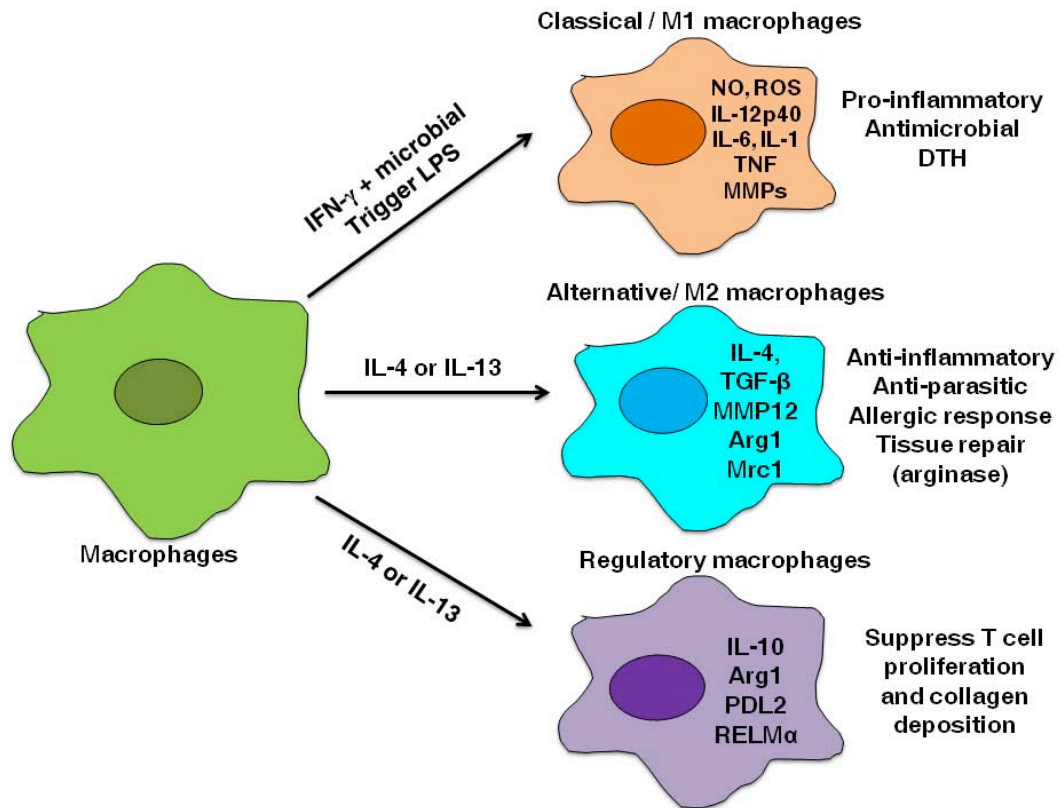 Classical / M1 macrophages
NO, ROS
IL-12p40
IL-6, IL-1
TNF
MMPs
Pro-inflammatory
Antimicrobial
DTH
IFN-γ + microbial
Trigger LPS
Alternative/ M2 macrophages
IL-4 or IL-13
IL-4,
TGF-β
MMP12
Arg1
Mrc1
Anti-inflammatory
Anti-parasitic
Allergic response
Tissue repair
(arginase)
Macrophages
IL-4 or IL-13
Regulatory macrophages
IL-10
Arg1
PDL2
RELMα
Suppress T cell
proliferation
and collagen
deposition